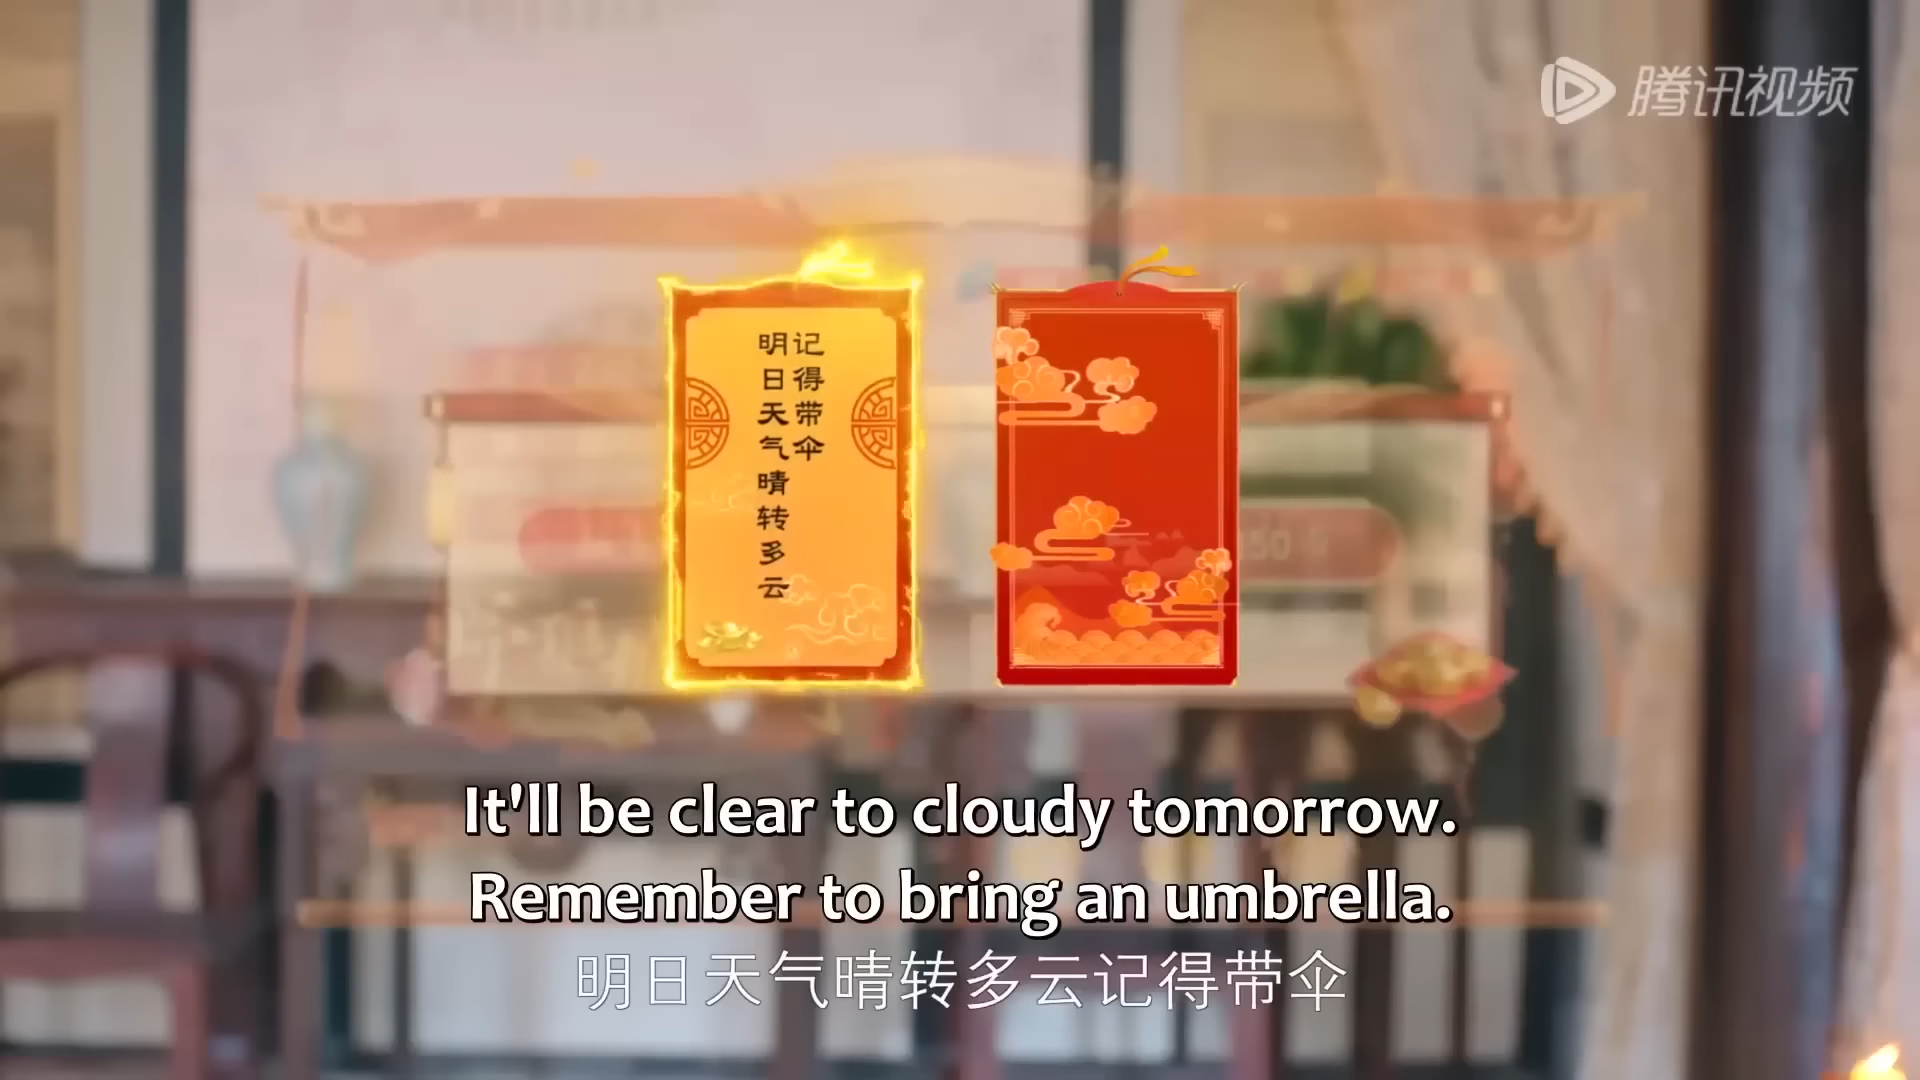 腾讯视频
明日天气晴转多云
记得带伞
50
It'll be clear to cloudy tomorrow.
Remember to bring an umbrella.
明日天气晴转多云记得带伞